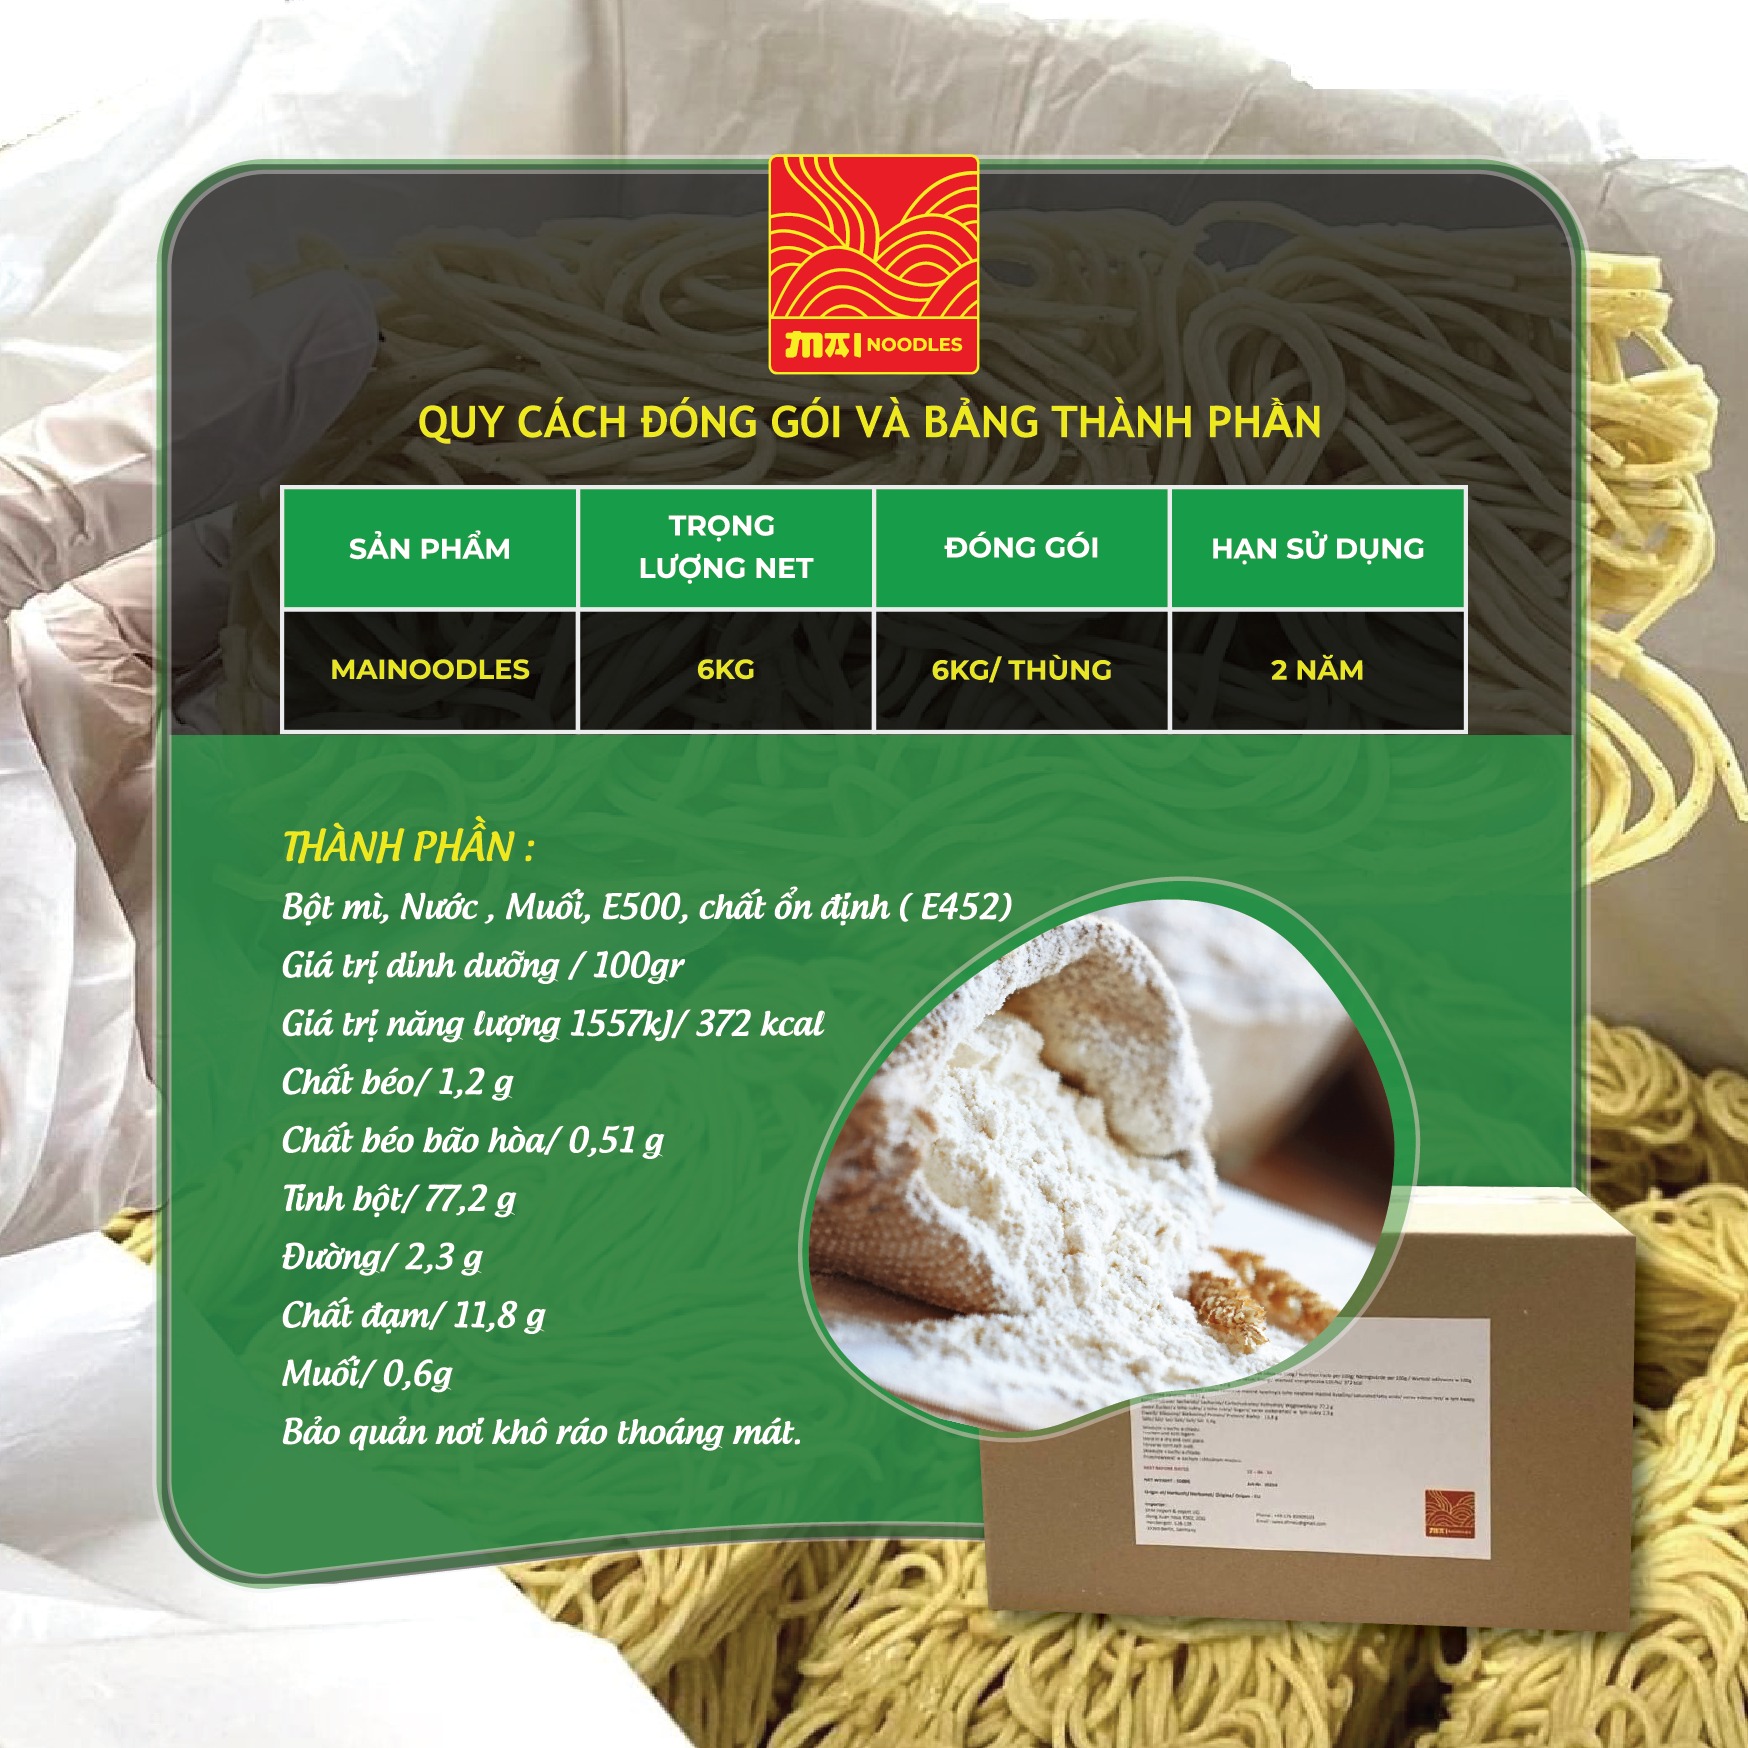 MAI NOODLES
QUY CÁCH ĐÓNG GÓI VÀ BẢNG THÀNH PHẦN
SẢN PHẨM
TRỌNG
LƯỢNG NET
ĐÓNG GÓI
HẠN SỬ DỤNG
MAINOODLES
6KG
6KG/ THÙNG
2 NĂM
THÀNH PHẦN :
Bột mì, Nước , Muối, E500, chất ổn định ( E452)
Giá trị dinh dưỡng / 100gr
Giá trị năng lượng 1557kJ/ 372 kcal
Chất béo/ 1,2 g
Chất béo bão hòa/ 0,51 g
Tinh bột/ 77,2 g
Đường/ 2,3 g
Chất đạm/ 11,8 g
Muối/ 0,6g
Bảo quản nơi khô ráo thoáng mát.